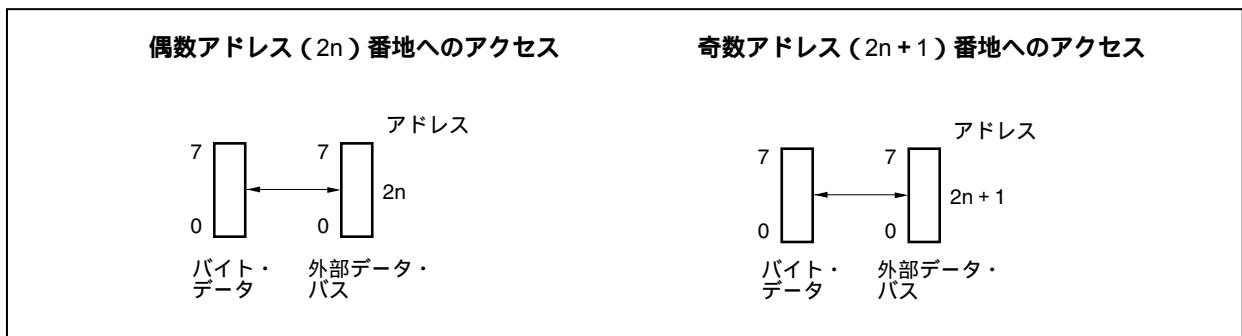 偶数アドレス(2n)番地へのアクセス
アドレス
7
7
2n
0
0
バイト・
データ
外部データ・
バス
奇数アドレス(2n+1)番地へのアクセス
アドレス
7
7
2n+1
0
0
バイト・
データ
外部データ・
バス